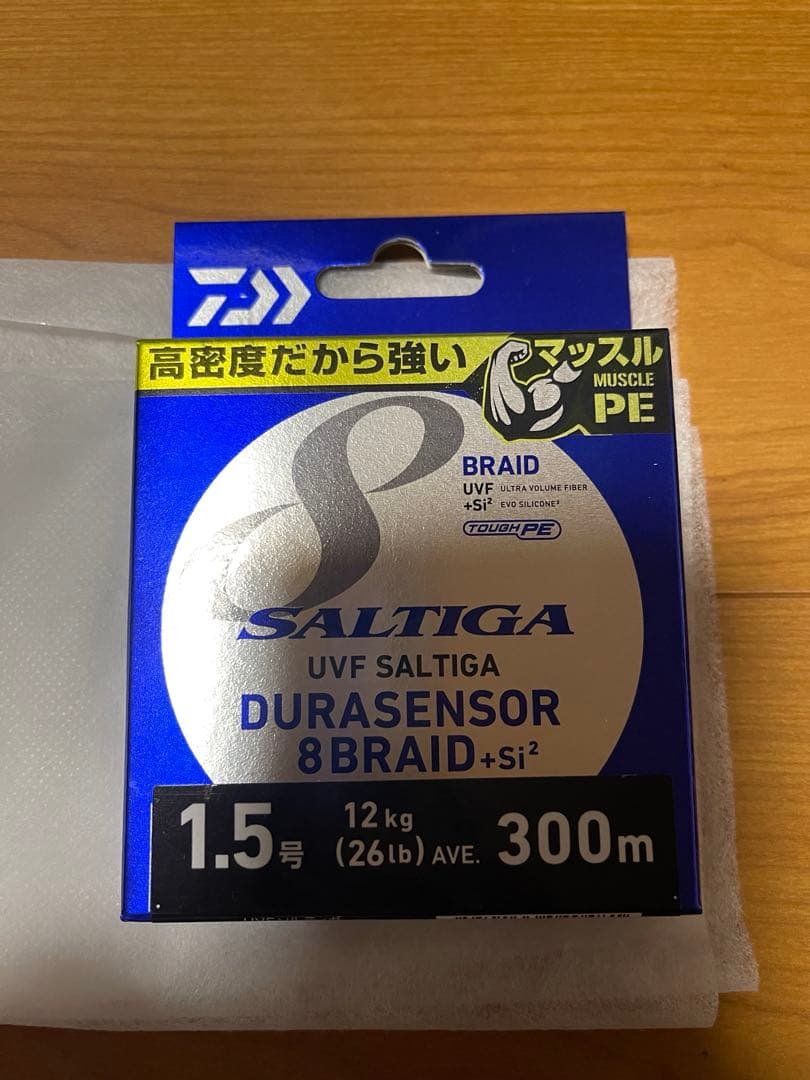 高密度だから強い
マッスル
MUSCLE
PE
8
BRAID
UVF ULTRA VOLUME FIBER
+Si² EVO SILICONE²
TOUGH PE
SALTIGA
UVF SALTIGA
DURASENSOR
8BRAID+Si²
1.5号 12kg (26lb) AVE. 300m